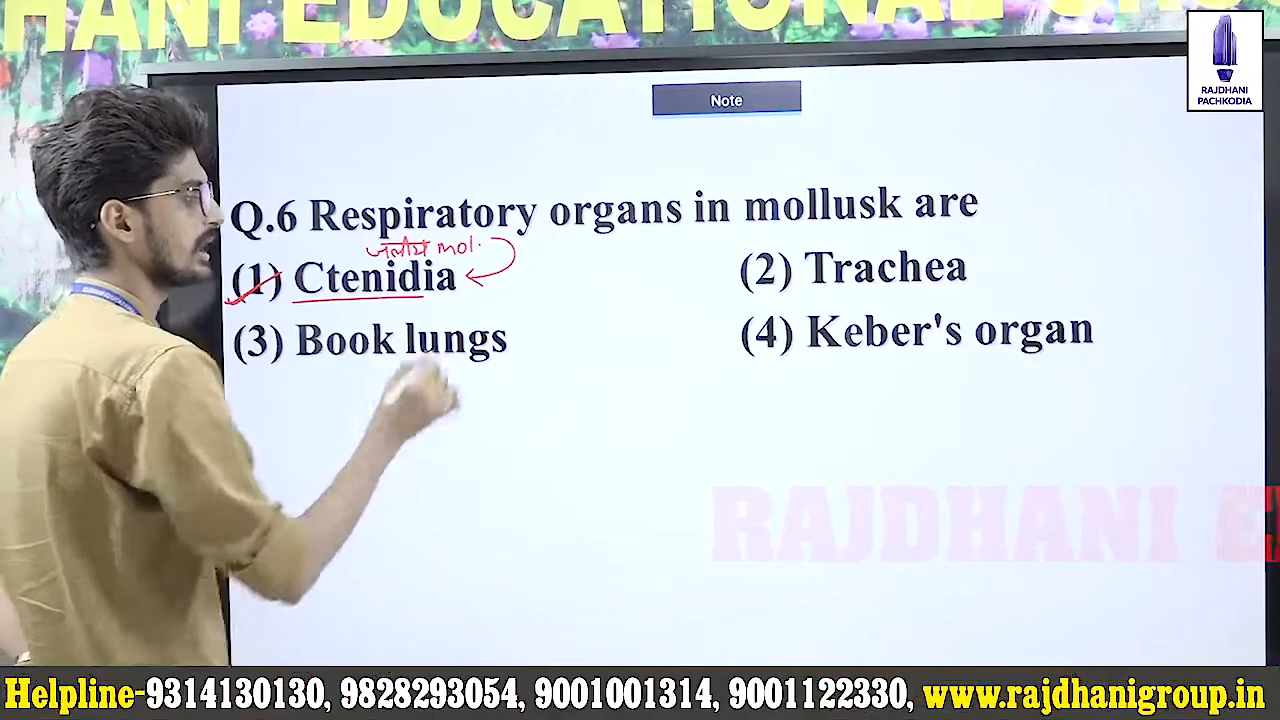 HANI EDUCATIONAL
RAJDHANI
PACHKODIA
Note
Q.6 Respiratory organs in mollusk are
जलीय mol.
(1) Ctenidia
(2) Trachea
(3) Book lungs
(4) Keber's organ
RAJDHANI
Helpline-9314130130, 9828293054, 9001001314, 9001122330, www.rajdhanigroup.in